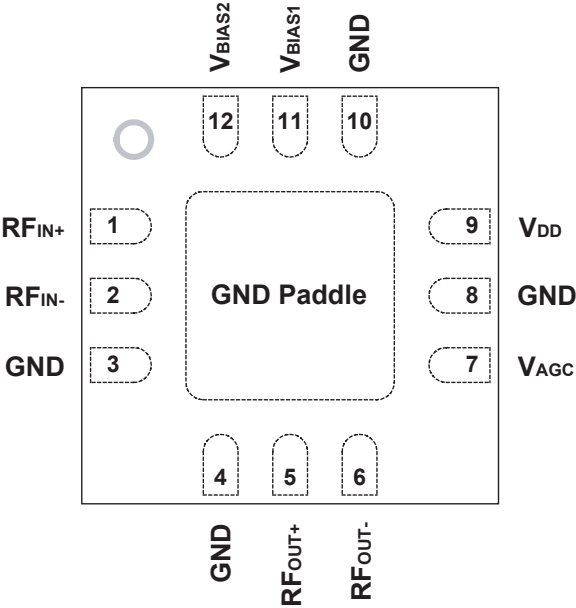 VBIAS2
VBIAS1
GND
12
11
10
RFIN+
1
9
VDD
RFIN-
2
GND Paddle
8
GND
GND
3
7
VAGC
4
5
6
GND
RFOUT+
RFOUT-